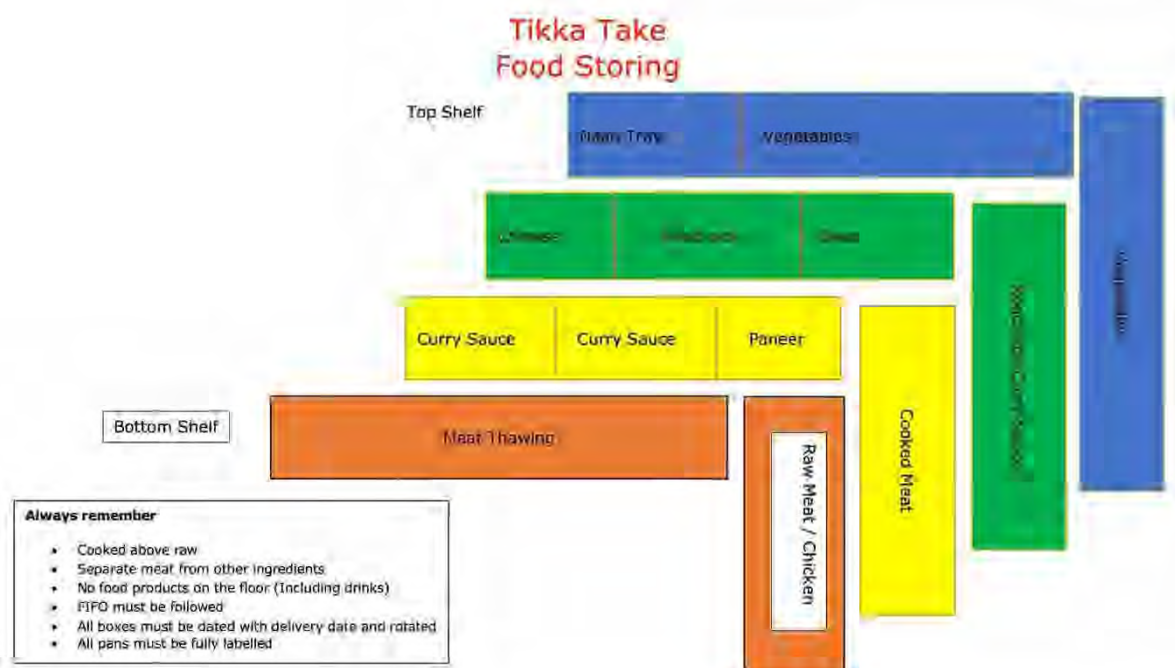 Tikka Take
Food Storing
Top Shelf
Naan Tray Vegetables
Cheese
Curry Sauce Curry Sauce Paneer
Bottom Shelf
Meat Thawing
Cooked Meat
Raw Meat / Chicken
Always remember
• Cooked above raw
• Separate meat from other ingredients
• No food products on the floor (Including drinks)
• FIFO must be followed
• All boxes must be dated with delivery date and rotated
• All pans must be fully labelled